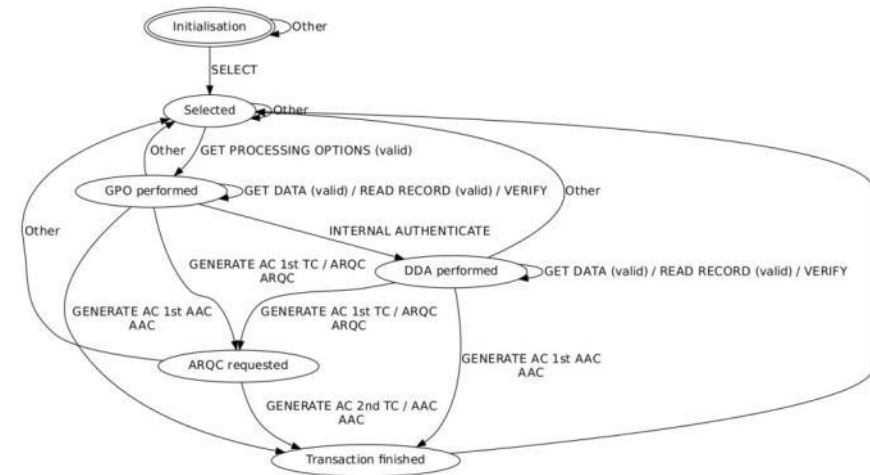 Initialisation
Other
SELECT
Selected
Other
Other
GET PROCESSING OPTIONS (valid)
GPO performed
GET DATA (valid) / READ RECORD (valid) / VERIFY
Other
Other
INTERNAL AUTHENTICATE
GENERATE AC 1st TC / ARQC
ARQC
DDA performed
GET DATA (valid) / READ RECORD (valid) / VERIFY
GENERATE AC 1st AAC
AAC
GENERATE AC 1st TC / ARQC
ARQC
ARQC requested
GENERATE AC 1st AAC
AAC
GENERATE AC 2nd TC / AAC
AAC
Transaction finished